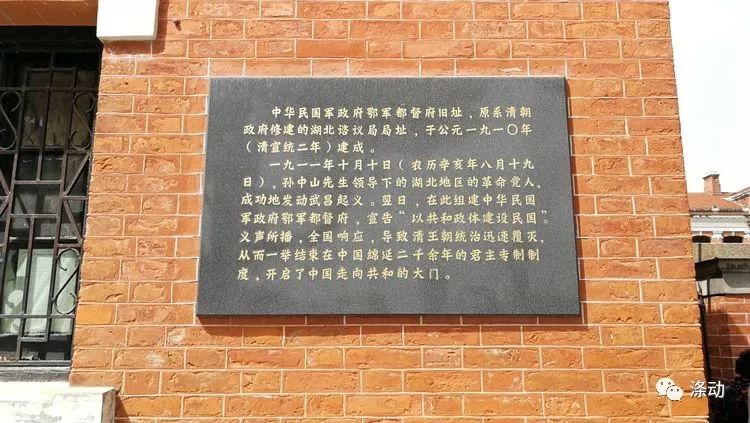 中华民国军政府鄂军都督府旧址，原系清朝
政府修建的湖北谘议局局址，于公元一九一〇年
（清宣统二年）建成。
一九一一年十月十日（农历辛亥年八月十九
日），孙中山先生领导下的湖北地区的革命党人，
成功地发动武昌起义。翌日，在此组建中华民国
军政府鄂军都督府，宣告“以共和政体建设民国”。
义声所播，全国响应，导致清王朝统治迅速覆灭，
从而一举结束在中国绵延二千余年的君主专制制
度，开启了中国走向共和的大门。
涤动